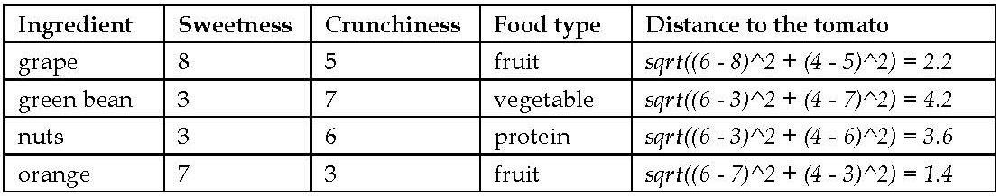 Ingredient Sweetness Crunchiness Food type Distance to the tomato
grape 8 5 fruit sqrt((6 - 8)^2 + (4 - 5)^2) = 2.2
green bean 3 7 vegetable sqrt((6 - 3)^2 + (4 - 7)^2) = 4.2
nuts 3 6 protein sqrt((6 - 3)^2 + (4 - 6)^2) = 3.6
orange 7 3 fruit sqrt((6 - 7)^2 + (4 - 3)^2) = 1.4